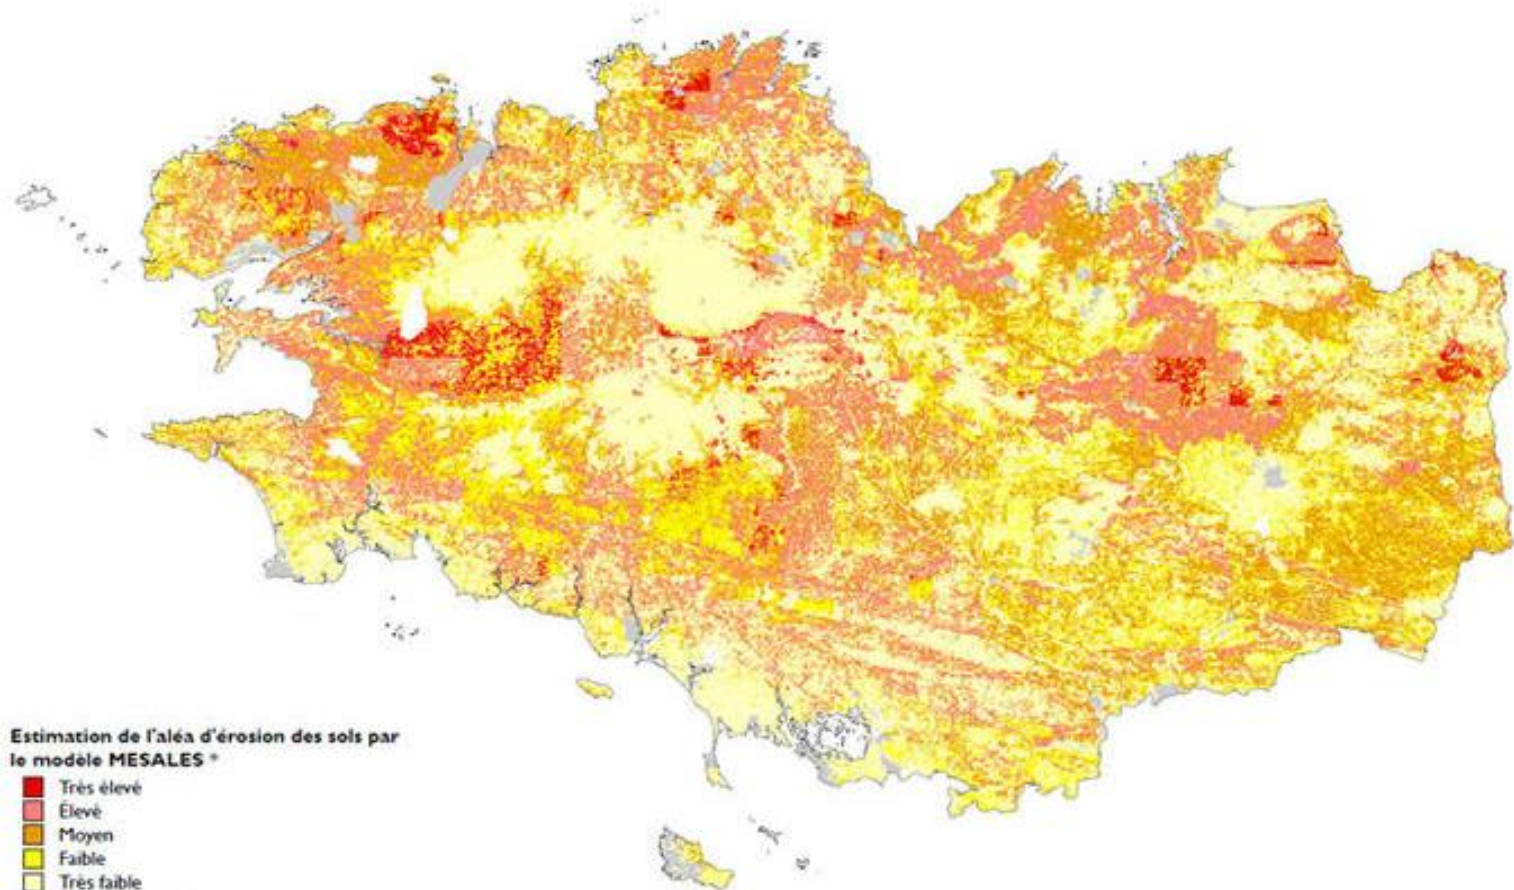 Estimation de l'aléa d'érosion des sols par
le modèle MESALES *
Très élevé
Élevé
Moyen
Faible
Très faible